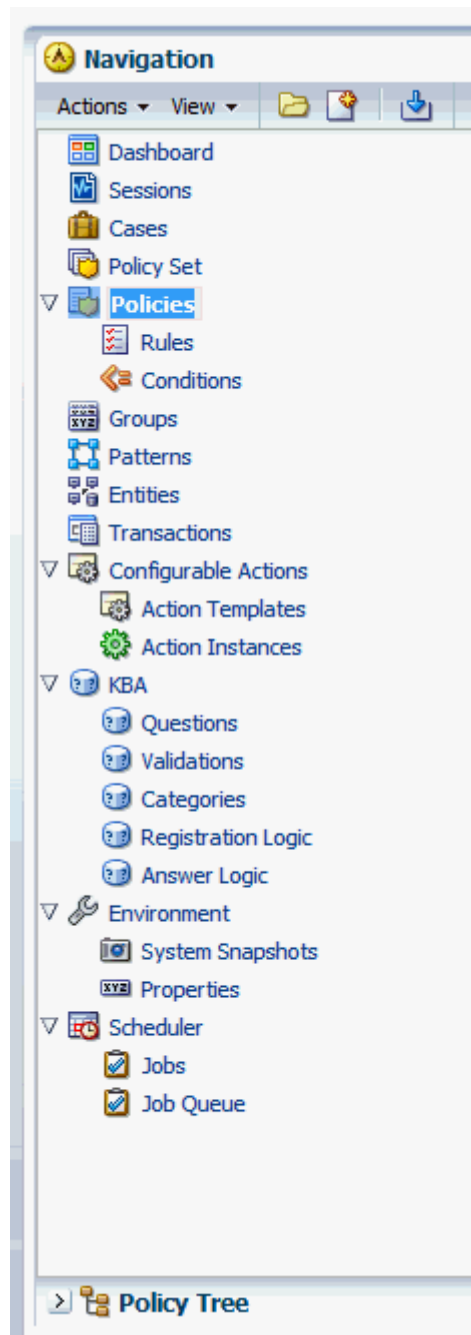 Navigation
Actions View
Dashboard
Sessions
Cases
Policy Set
Policies
Rules
Conditions
Groups
Patterns
Entities
Transactions
Configurable Actions
Action Templates
Action Instances
KBA
Questions
Validations
Categories
Registration Logic
Answer Logic
Environment
System Snapshots
Properties
Scheduler
Jobs
Job Queue
Policy Tree